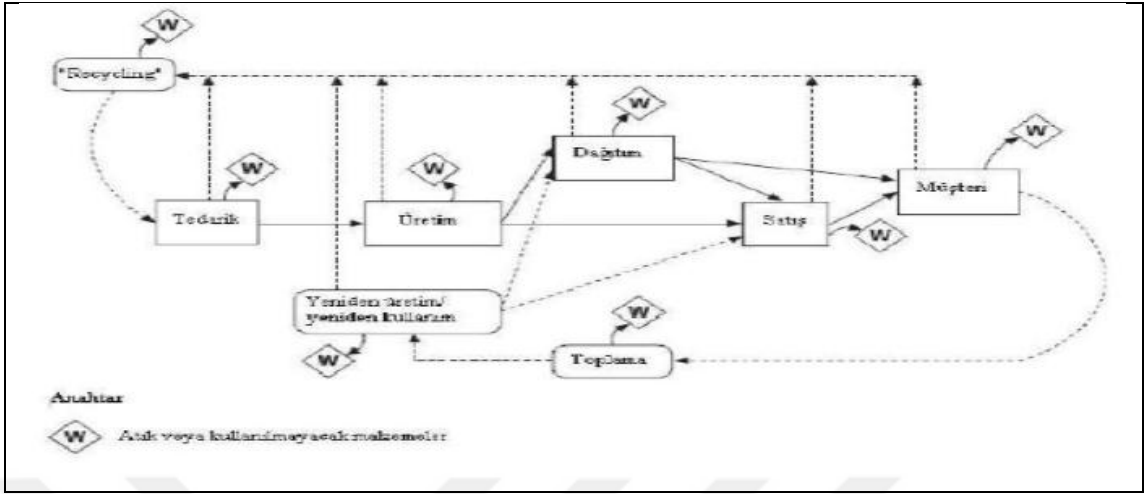 W
"Recycling"
W
Dağıtım
W
W
W
Müşteri
Tedarik
Üretim
Satış
W
Yeniden üretim/
yeniden kullanım
W
W
Toplama
Anahtar
W Atık veya kullanılmayacak malzemeler